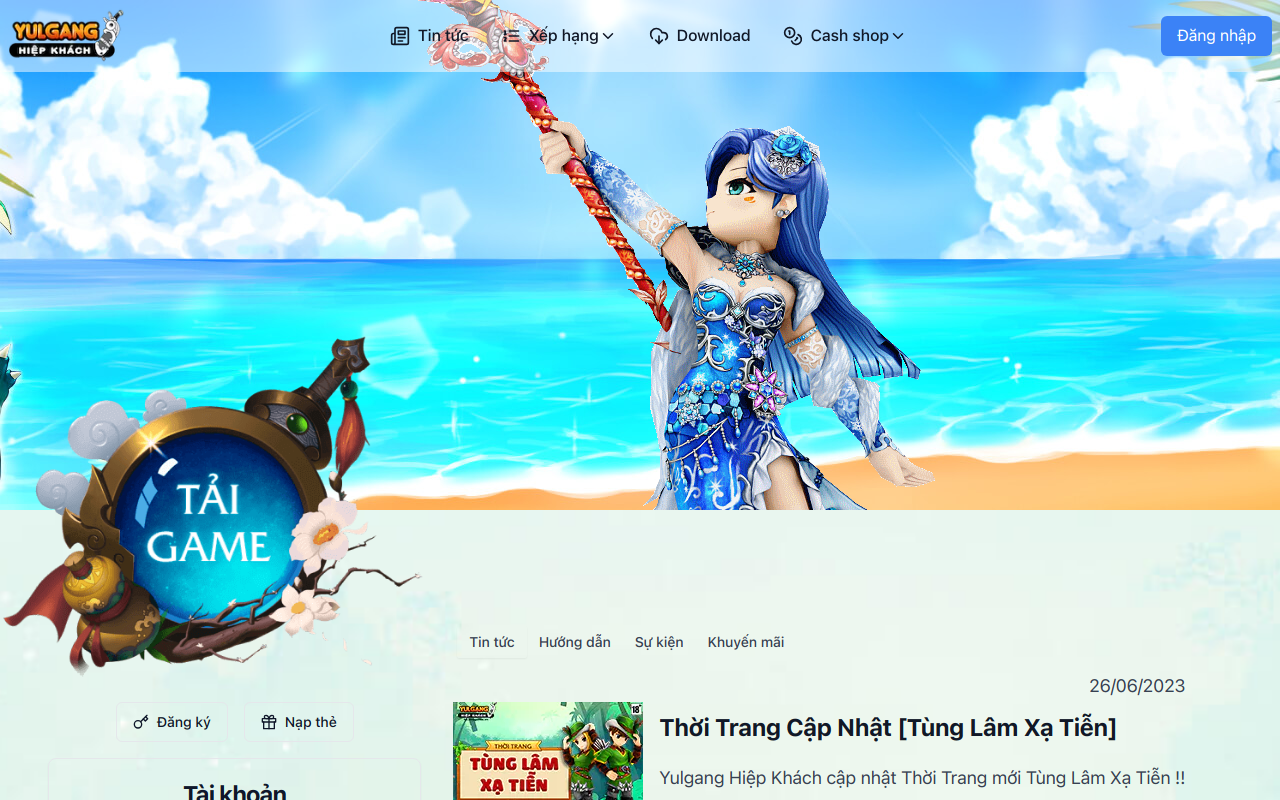 YULGANG
HIỆP KHÁCH
Tin tức
Xếp hạng
Download
Cash shop
Đăng nhập
TẢI
GAME
Tin tức
Hướng dẫn
Sự kiện
Khuyến mãi
26/06/2023
Đăng ký
Nạp thẻ
YULGANG
HIỆP KHÁCH
18+
THỜI TRANG
TÙNG LÂM
XẠ TIỄN
Thời Trang Cập Nhật [Tùng Lâm Xạ Tiễn]
Yulgang Hiệp Khách cập nhật Thời Trang mới Tùng Lâm Xạ Tiễn !!
Tài khoản